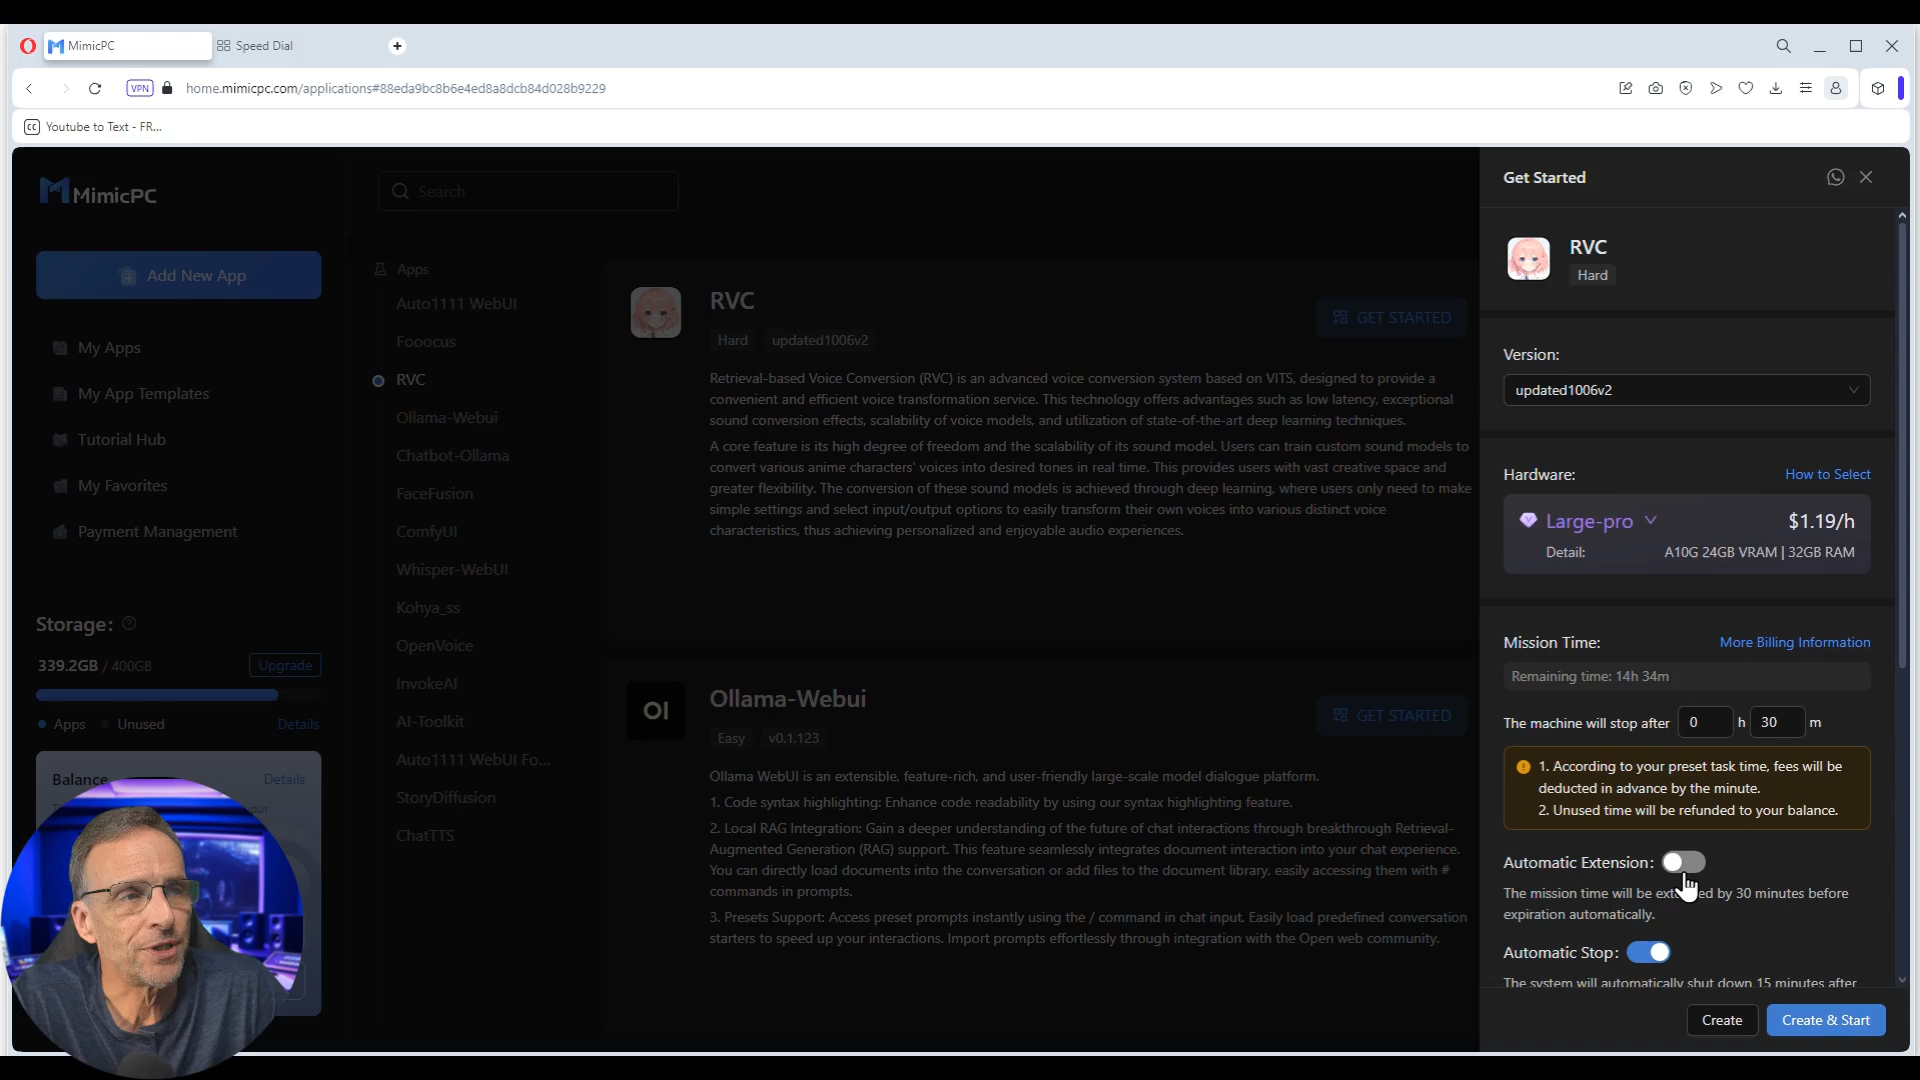 MimicPC
Speed Dial
VPN
home.mimicpc.com/applications#88eda9bc8b6e4ed8a8dcb84d028b9229
CC Youtube to Text - FR...
MimicPC
Search
Add New App
My Apps
My App Templates
Tutorial Hub
My Favorites
Payment Management
Storage:
339.2GB / 400GB
Upgrade
Apps
Unused
Details
Balance
Details
Apps
Auto1111 WebUI
Fooocus
RVC
Ollama-Webui
Chatbot-Ollama
FaceFusion
ComfyUI
Whisper-WebUI
Kohya_ss
OpenVoice
InvokeAI
AI-Toolkit
Auto1111 WebUI Fo...
StoryDiffusion
ChatTTS
RVC
GET STARTED
Hard
updated1006v2
Retrieval-based Voice Conversion (RVC) is an advanced voice conversion system based on VITS, designed to provide a
convenient and efficient voice transformation service. This technology offers advantages such as low latency, exceptional
sound conversion effects, scalability of voice models, and utilization of state-of-the-art deep learning techniques.
A core feature is its high degree of freedom and the scalability of its sound model. Users can train custom sound models to
convert various anime characters' voices into desired tones in real time. This provides users with vast creative space and
greater flexibility. The conversion of these sound models is achieved through deep learning, where users only need to make
simple settings and select input/output options to easily transform their own voices into various distinct voice
characteristics, thus achieving personalized and enjoyable audio experiences.
OI
Ollama-Webui
GET STARTED
Easy
v0.1.123
Ollama WebUI is an extensible, feature-rich, and user-friendly large-scale model dialogue platform.
1. Code syntax highlighting: Enhance code readability by using our syntax highlighting feature.
2. Local RAG Integration: Gain a deeper understanding of the future of chat interactions through breakthrough Retrieval-
Augmented Generation (RAG) support. This feature seamlessly integrates document interaction into your chat experience.
You can directly load documents into the conversation or add files to the document library, easily accessing them with #
commands in prompts.
3. Presets Support: Access preset prompts instantly using the / command in chat input. Easily load predefined conversation
starters to speed up your interactions. Import prompts effortlessly through integration with the Open web community.
Get Started
RVC
Hard
Version:
updated1006v2
Hardware:
How to Select
Large-pro
$1.19/h
Detail:
A10G 24GB VRAM | 32GB RAM
Mission Time:
More Billing Information
Remaining time: 14h 34m
The machine will stop after 0 h 30 m
1. According to your preset task time, fees will be
deducted in advance by the minute.
2. Unused time will be refunded to your balance.
Automatic Extension:
The mission time will be by 30 minutes before
expiration automatically.
Automatic Stop:
The system will automatically shut down 15 minutes after
Create
Create & Start